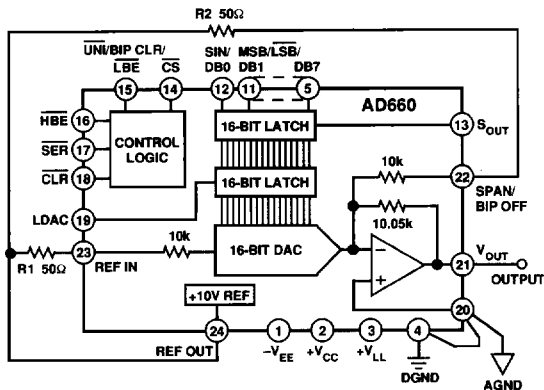 R2 50Ω
UNI/BIP CLR/
LBE
CS
SIN/
DB0
MSB/LSB/
DB1
DB7
15
14
12
11
5
AD660
16
HBE
17
SER
18
CLR
CONTROL
LOGIC
16-BIT LATCH
13
SOUT
10k
22
SPAN/
BIP OFF
19
LDAC
16-BIT LATCH
10.05k
23
R1 50Ω
REF IN
10k
16-BIT DAC
21
VOUT
OUTPUT
+10V REF
24
REF OUT
1
-VEE
2
+VCC
3
+VLL
4
DGND
20
AGND